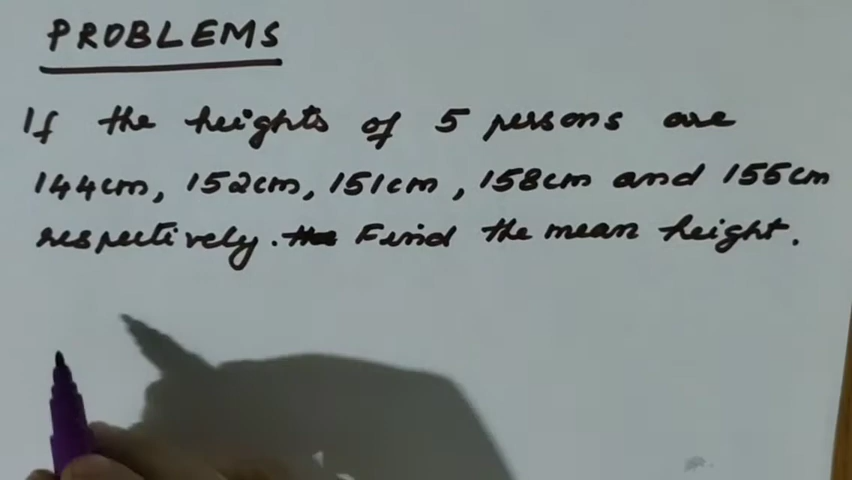 PROBLEMS
If the heights of 5 persons are
144cm, 152cm, 151cm, 158cm and 155cm
respectively. Find the mean height.